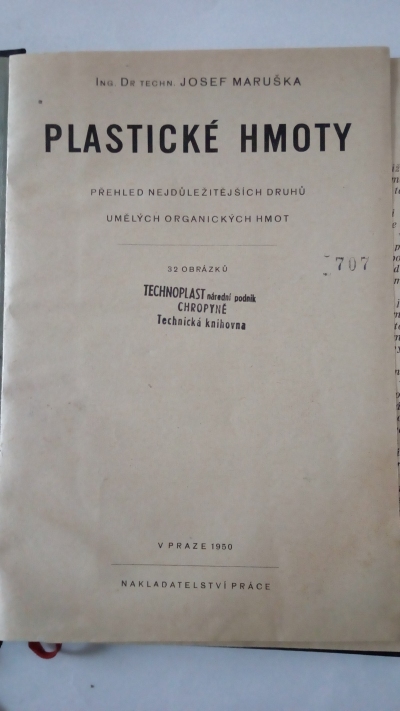 ING. DR TECHN. JOSEF MARUŠKA
PLASTICKÉ HMOTY
PŘEHLED NEJDŮLEŽITĚJŠÍCH DRUHŮ
UMĚLÝCH ORGANICKÝCH HMOT
32 OBRÁZKŮ
707
TECHNOPLAST národní podnik
CHROPYNĚ
Technická knihovna
V PRAZE 1950
NAKLADATELSTVÍ PRÁCE